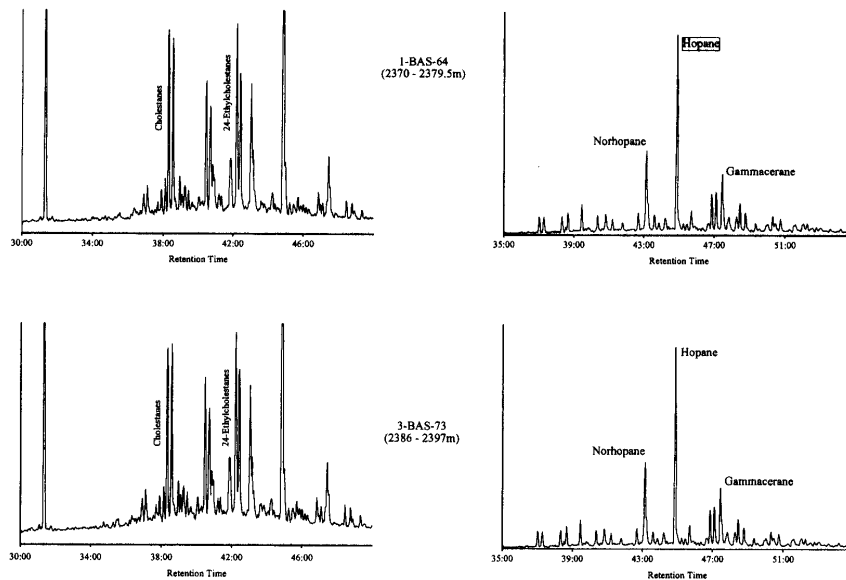 Cholestanes
24-Ethylcholestanes
30:00 34:00 38:00 42:00 46:00
Retention Time
1-BAS-64
(2370 - 2379.5m)
Hopane
Norhopane
Gammacerane
35:00 39:00 43:00 47:00 51:00
Retention Time
Cholestanes
24-Ethylcholestanes
30:00 34:00 38:00 42:00 46:00
Retention Time
3-BAS-73
(2386 - 2397m)
Hopane
Norhopane
Gammacerane
35:00 39:00 43:00 47:00 51:00
Retention Time